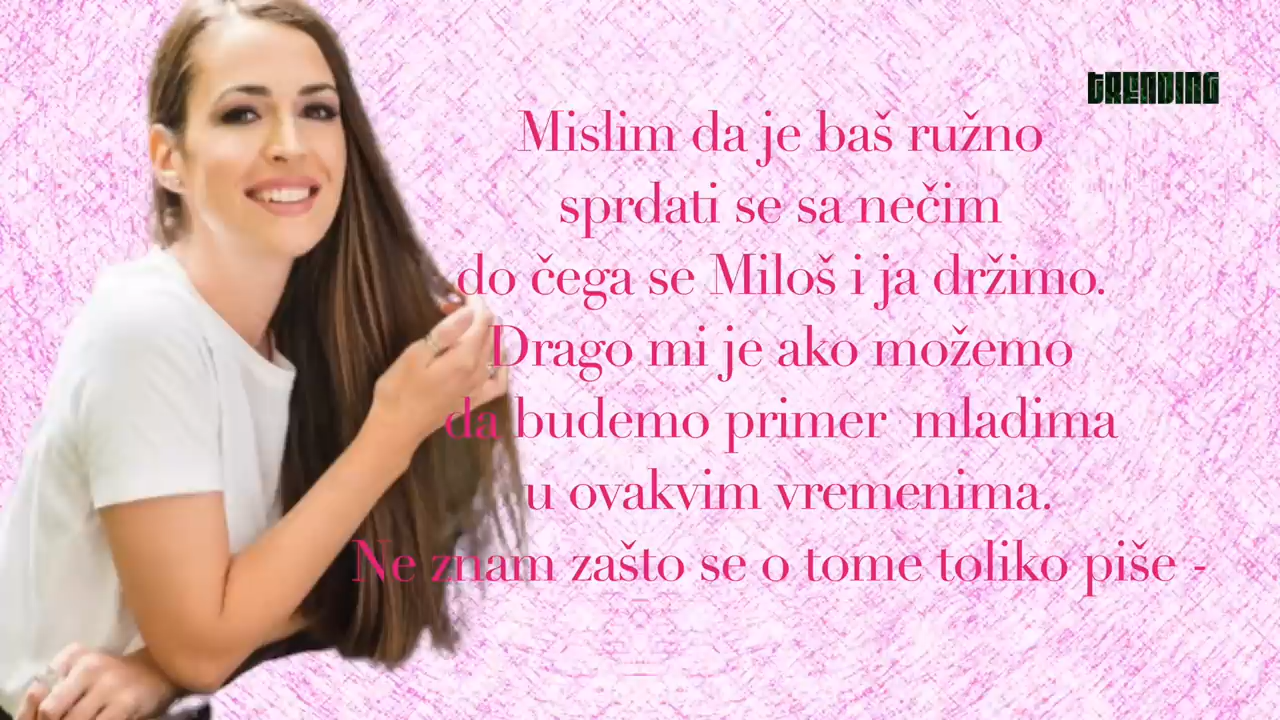 TRENDING
Mislim da je baš ružno
sprdati se sa nečim
do čega se Miloš i ja držimo.
Drago mi je ako možemo
da budemo primer mladima
u ovakvim vremenima.
Ne znam zašto se o tome toliko piše -